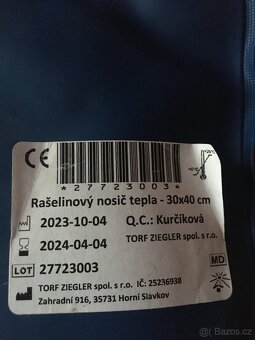 CE
*27723003*
Rašelinový nosič tepla - 30x40 cm
2023-10-04 Q.C.: Kurčíková
2024-04-04 TORF ZIEGLER spol. s r.o.
LOT 27723003 MD
TORF ZIEGLER spol. s r.o. IČ: 25236938
Zahradní 916, 35731 Horní Slavkov
Bazoš.cz